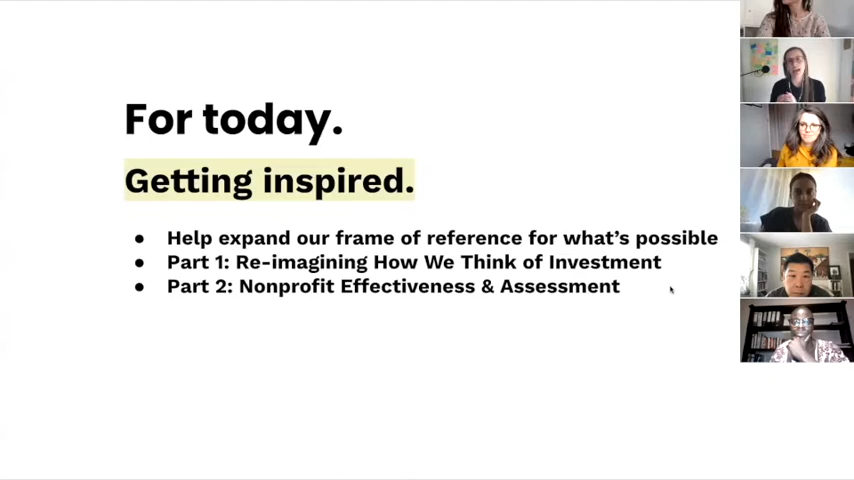 For today.
Getting inspired.
● Help expand our frame of reference for what's possible
● Part 1: Re-imagining How We Think of Investment
● Part 2: Nonprofit Effectiveness & Assessment